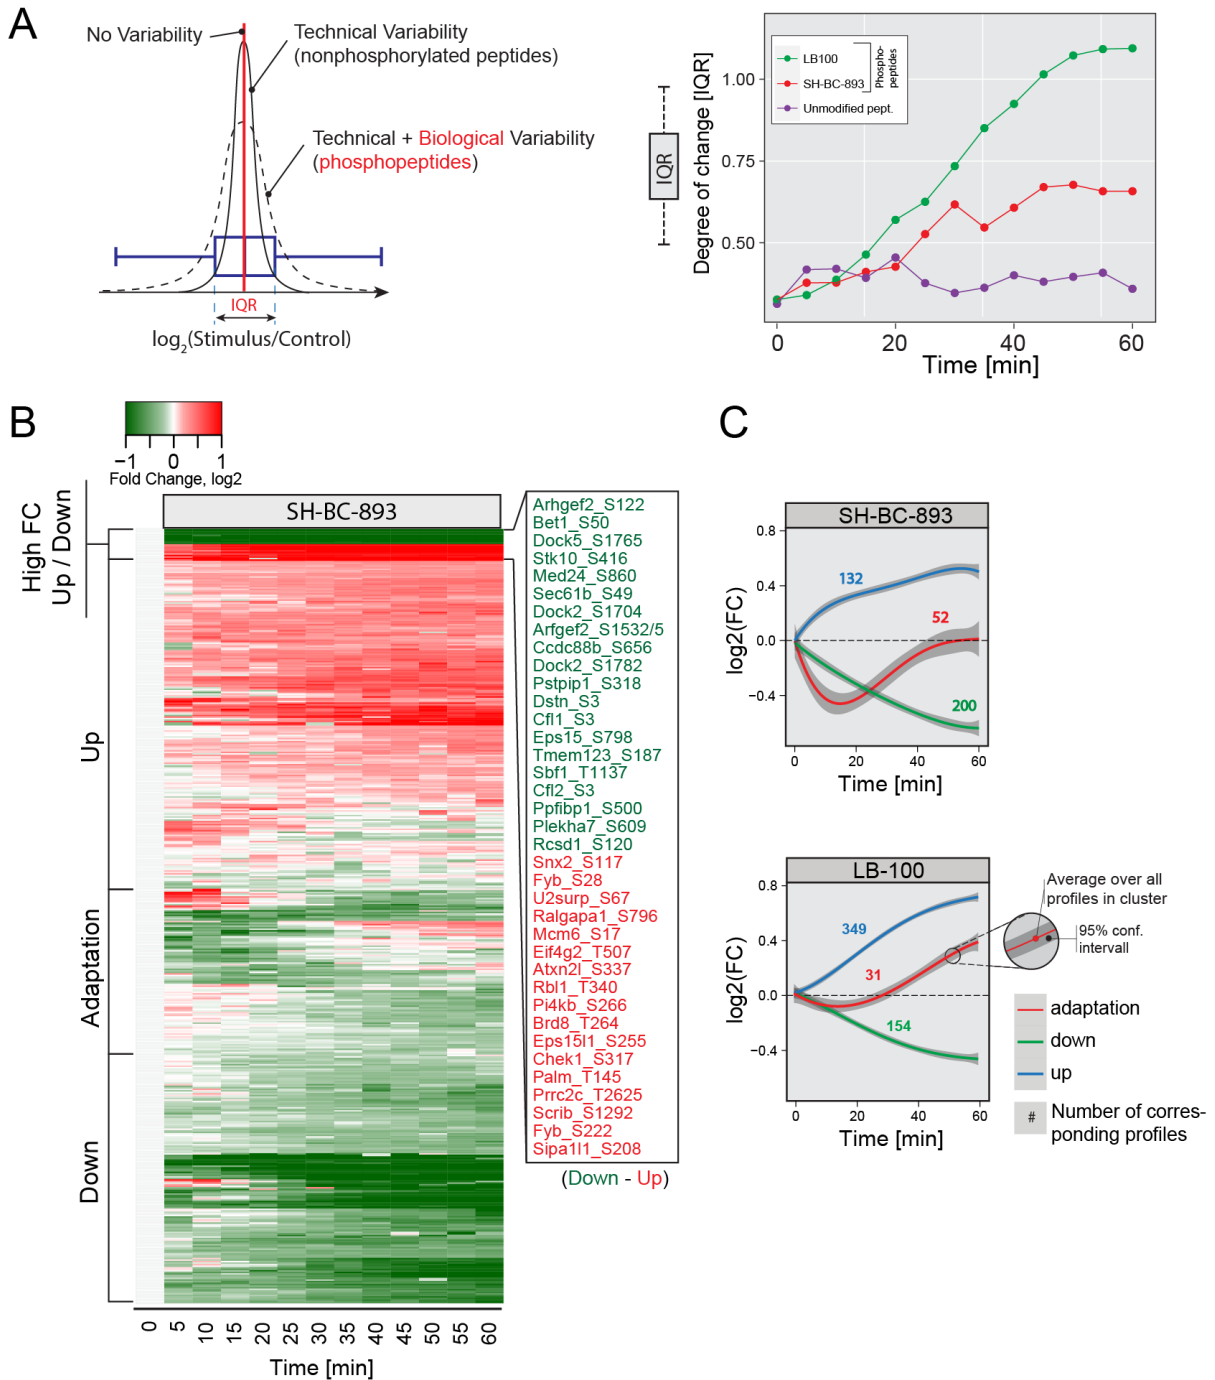 A
No Variability
Technical Variability
(nonphosphorylated peptides)
Technical + Biological Variability
(phosphopeptides)
IQR
log2(Stimulus/Control)
IQR
Degree of change [IQR]
1.00
0.75
0.50
LB100
SH-BC-893
Unmodified pept.
Phospho-
peptides
0
20
40
60
Time [min]
B
−1
0
1
Fold Change, log2
High FC
Up / Down
Up
Adaptation
Down
SH-BC-893
0
5
10
15
20
25
30
35
40
45
50
55
60
Time [min]
Arhgef2_S122
Bet1_S50
Dock5_S1765
Stk10_S416
Med24_S860
Sec61b_S49
Dock2_S1704
Arfgef2_S1532/5
Ccdc88b_S656
Dock2_S1782
Pstpip1_S318
Dstn_S3
Cfl1_S3
Eps15_S798
Tmem123_S187
Sbf1_T1137
Cfl2_S3
Ppfibp1_S500
Plekha7_S609
Rcsd1_S120
Snx2_S117
Fyb_S28
U2surp_S67
Ralgapa1_S796
Mcm6_S17
Eif4g2_T507
Atxn2l_S337
Rbl1_T340
Pi4kb_S266
Brd8_T264
Eps15l1_S255
Chek1_S317
Palm_T145
Prrc2c_T2625
Scrib_S1292
Fyb_S222
Sipa1l1_S208
(Down - Up)
C
SH-BC-893
log2(FC)
0.8
0.4
0.0
−0.4
132
52
200
0
20
40
60
Time [min]
LB-100
log2(FC)
0.8
0.4
0.0
−0.4
349
31
154
0
20
40
60
Time [min]
Average over all
profiles in cluster
95% conf.
intervall
adaptation
down
up
# Number of corres-
ponding profiles